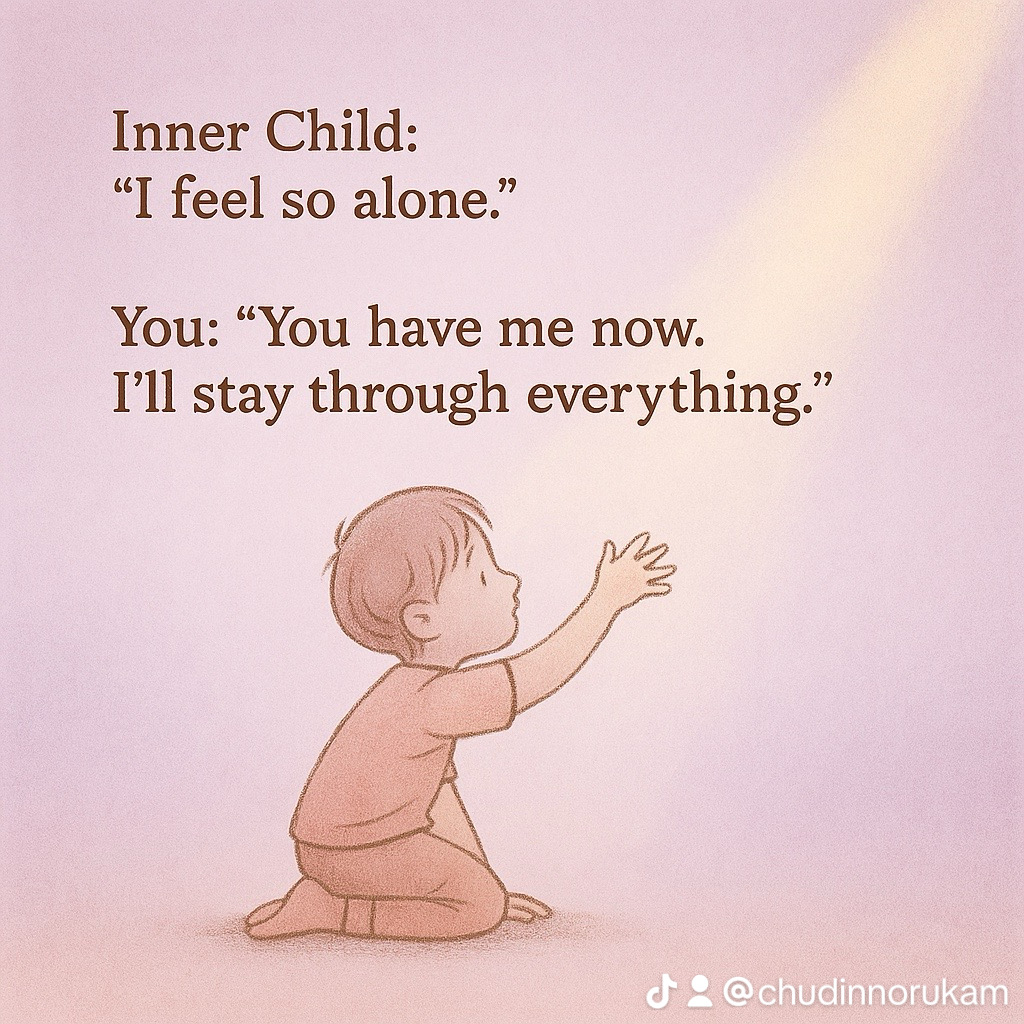 Inner Child:
“I feel so alone.”
You: “You have me now.
I’ll stay through everything.”
@chudinnorukam